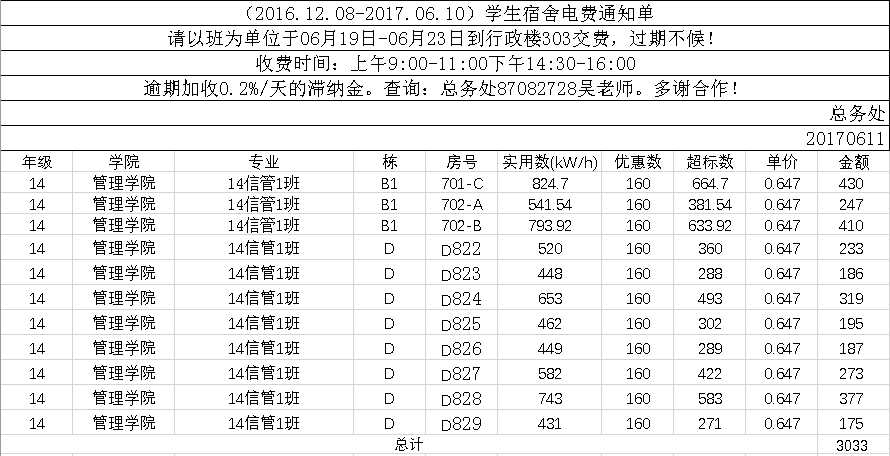 （2016.12.08-2017.06.10）学生宿舍电费通知单
请以班为单位于06月19日-06月23日到行政楼303交费，过期不候！
收费时间：上午9:00-11:00下午14:30-16:00
逾期加收0.2%/天的滞纳金。查询：总务处87082728吴老师。多谢合作！
总务处
20170611
年级 学院 专业 栋 房号 实用数(kW/h) 优惠数 超标数 单价 金额
14 管理学院 14信管1班 B1 701-C 824.7 160 664.7 0.647 430
14 管理学院 14信管1班 B1 702-A 541.54 160 381.54 0.647 247
14 管理学院 14信管1班 B1 702-B 793.92 160 633.92 0.647 410
14 管理学院 14信管1班 D D822 520 160 360 0.647 233
14 管理学院 14信管1班 D D823 448 160 288 0.647 186
14 管理学院 14信管1班 D D824 653 160 493 0.647 319
14 管理学院 14信管1班 D D825 462 160 302 0.647 195
14 管理学院 14信管1班 D D826 449 160 289 0.647 187
14 管理学院 14信管1班 D D827 582 160 422 0.647 273
14 管理学院 14信管1班 D D828 743 160 583 0.647 377
14 管理学院 14信管1班 D D829 431 160 271 0.647 175
总计 3033